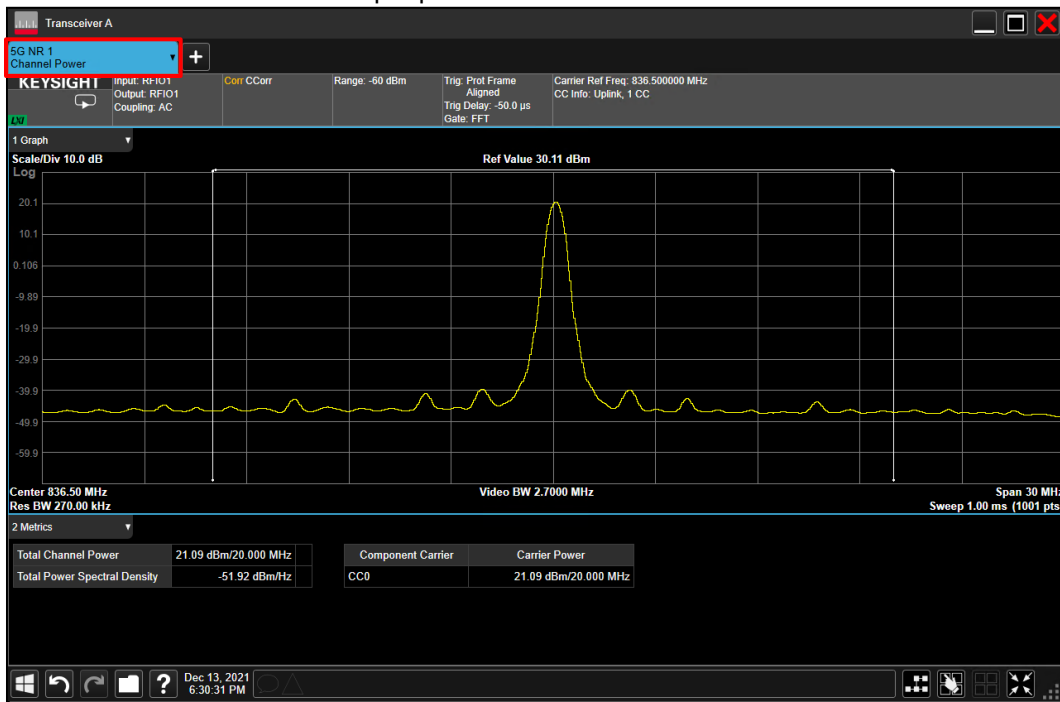 Transceiver A
5G NR 1
Channel Power
KEYSIGHT
LXI
Input: RFIO1
Output: RFIO1
Coupling: AC
Corr CCorr
Range: -60 dBm
Trig: Prot Frame
Aligned
Trig Delay: -50.0 µs
Gate: FFT
Carrier Ref Freq: 836.500000 MHz
CC Info: Uplink, 1 CC
1 Graph
Scale/Div 10.0 dB
Ref Value 30.11 dBm
Log
20.1
10.1
0.106
-9.89
-19.9
-29.9
-39.9
-49.9
-59.9
Center 836.50 MHz
Video BW 2.7000 MHz
Span 30 MHz
Res BW 270.00 kHz
Sweep 1.00 ms (1001 pts
2 Metrics
Total Channel Power 21.09 dBm/20.000 MHz
Total Power Spectral Density -51.92 dBm/Hz
Component Carrier Carrier Power
CC0 21.09 dBm/20.000 MHz
?
Dec 13, 2021
6:30:31 PM